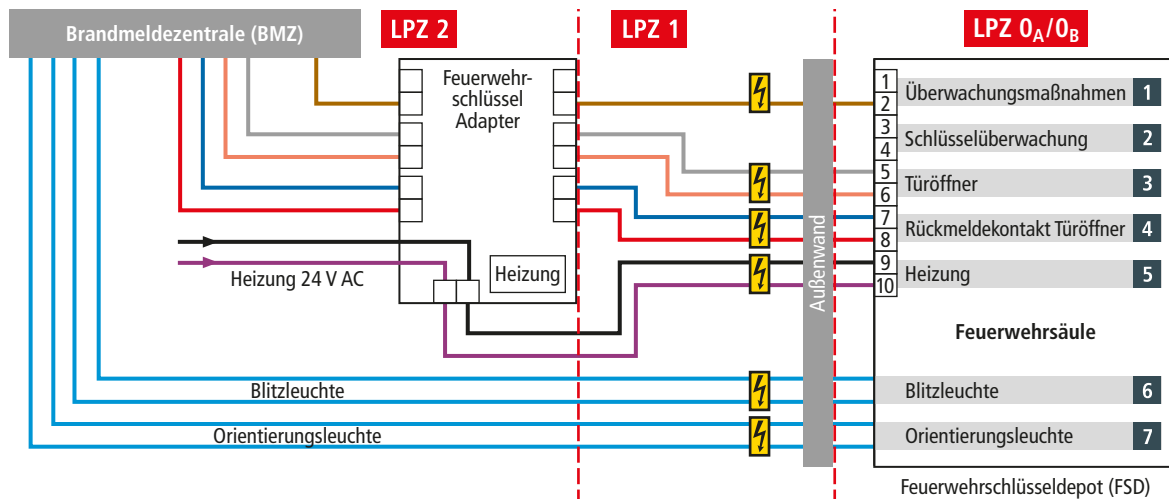 Brandmeldezentrale (BMZ)
LPZ 2
LPZ 1
LPZ 0A/0B
Feuerwehr-
schlüssel
Adapter
Heizung
Heizung 24 V AC
Blitzleuchte
Orientierungsleuchte
Außenwand
1
2
3
4
5
6
7
8
9
10
Überwachungsmaßnahmen 1
Schlüsselüberwachung 2
Türöffner 3
Rückmeldekontakt Türöffner 4
Heizung 5
Feuerwehrsäule
Blitzleuchte 6
Orientierungsleuchte 7
Feuerwehrschlüsseldepot (FSD)